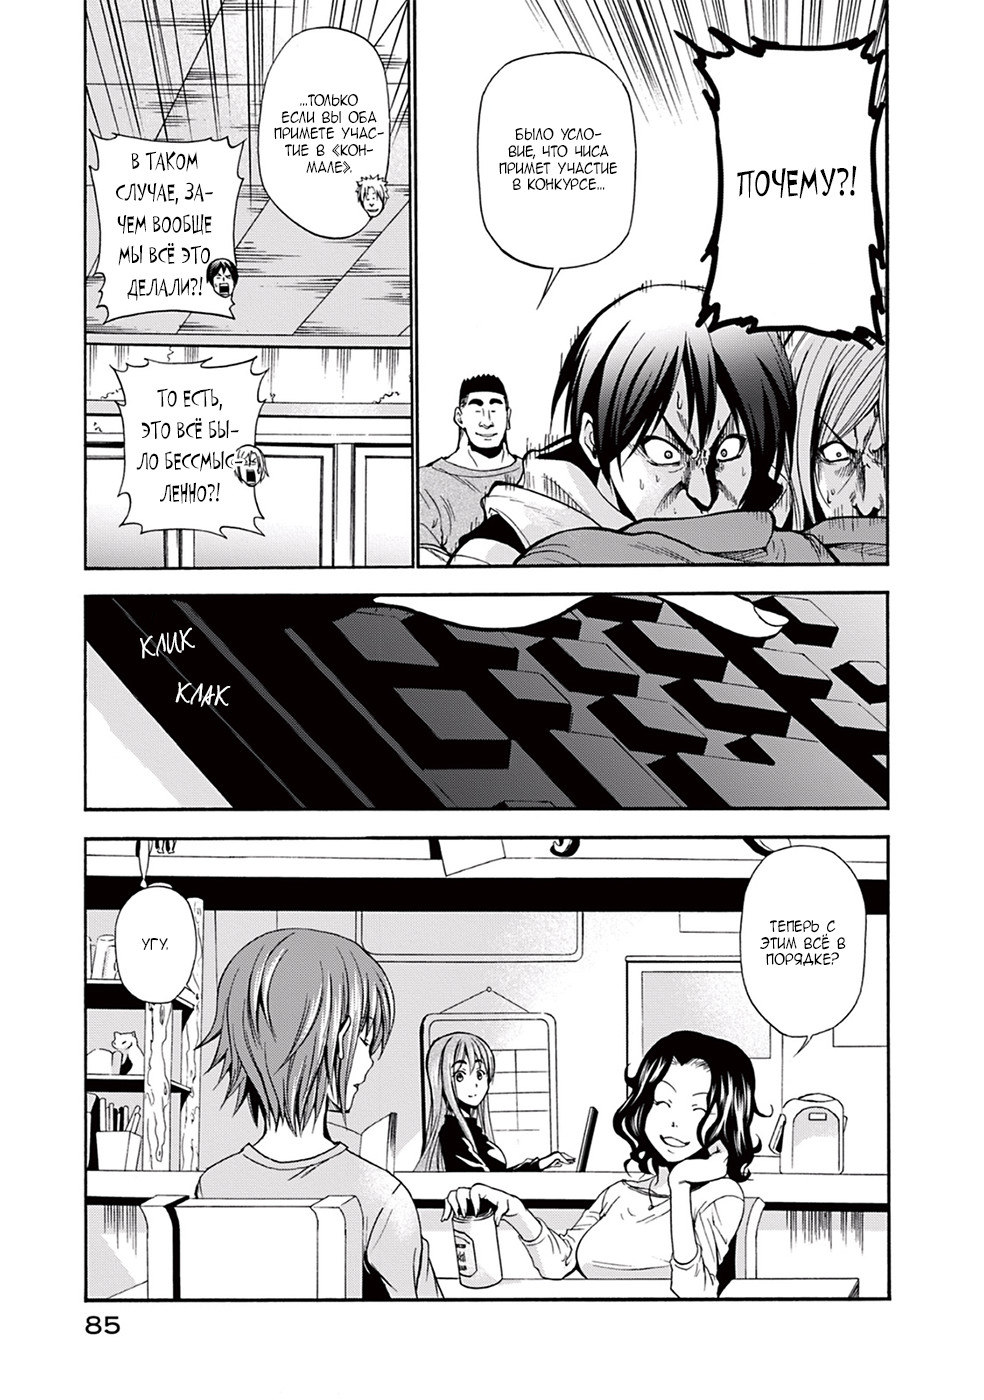 ПОЧЕМУ?!
БЫЛО УСЛО-
ВИЕ, ЧТО ЧИСА
ПРИМЕТ УЧАСТИЕ
В КОНКУРСЕ...
...ТОЛЬКО
ЕСЛИ ВЫ ОБА
ПРИМЕТЕ УЧАС-
ТИЕ В «КОН-
МАЛЕ».
В ТАКОМ
СЛУЧАЕ, ЗА-
ЧЕМ ВООБЩЕ
МЫ ВСЁ ЭТО
ДЕЛАЛИ?!
ТО ЕСТЬ,
ЭТО ВСЁ БЫ-
ЛО БЕССМЫС-
ЛЕННО?!
КЛИК
КЛАК
ТЕПЕРЬ С
ЭТИМ ВСЁ В
ПОРЯДКЕ?
УГУ.
85